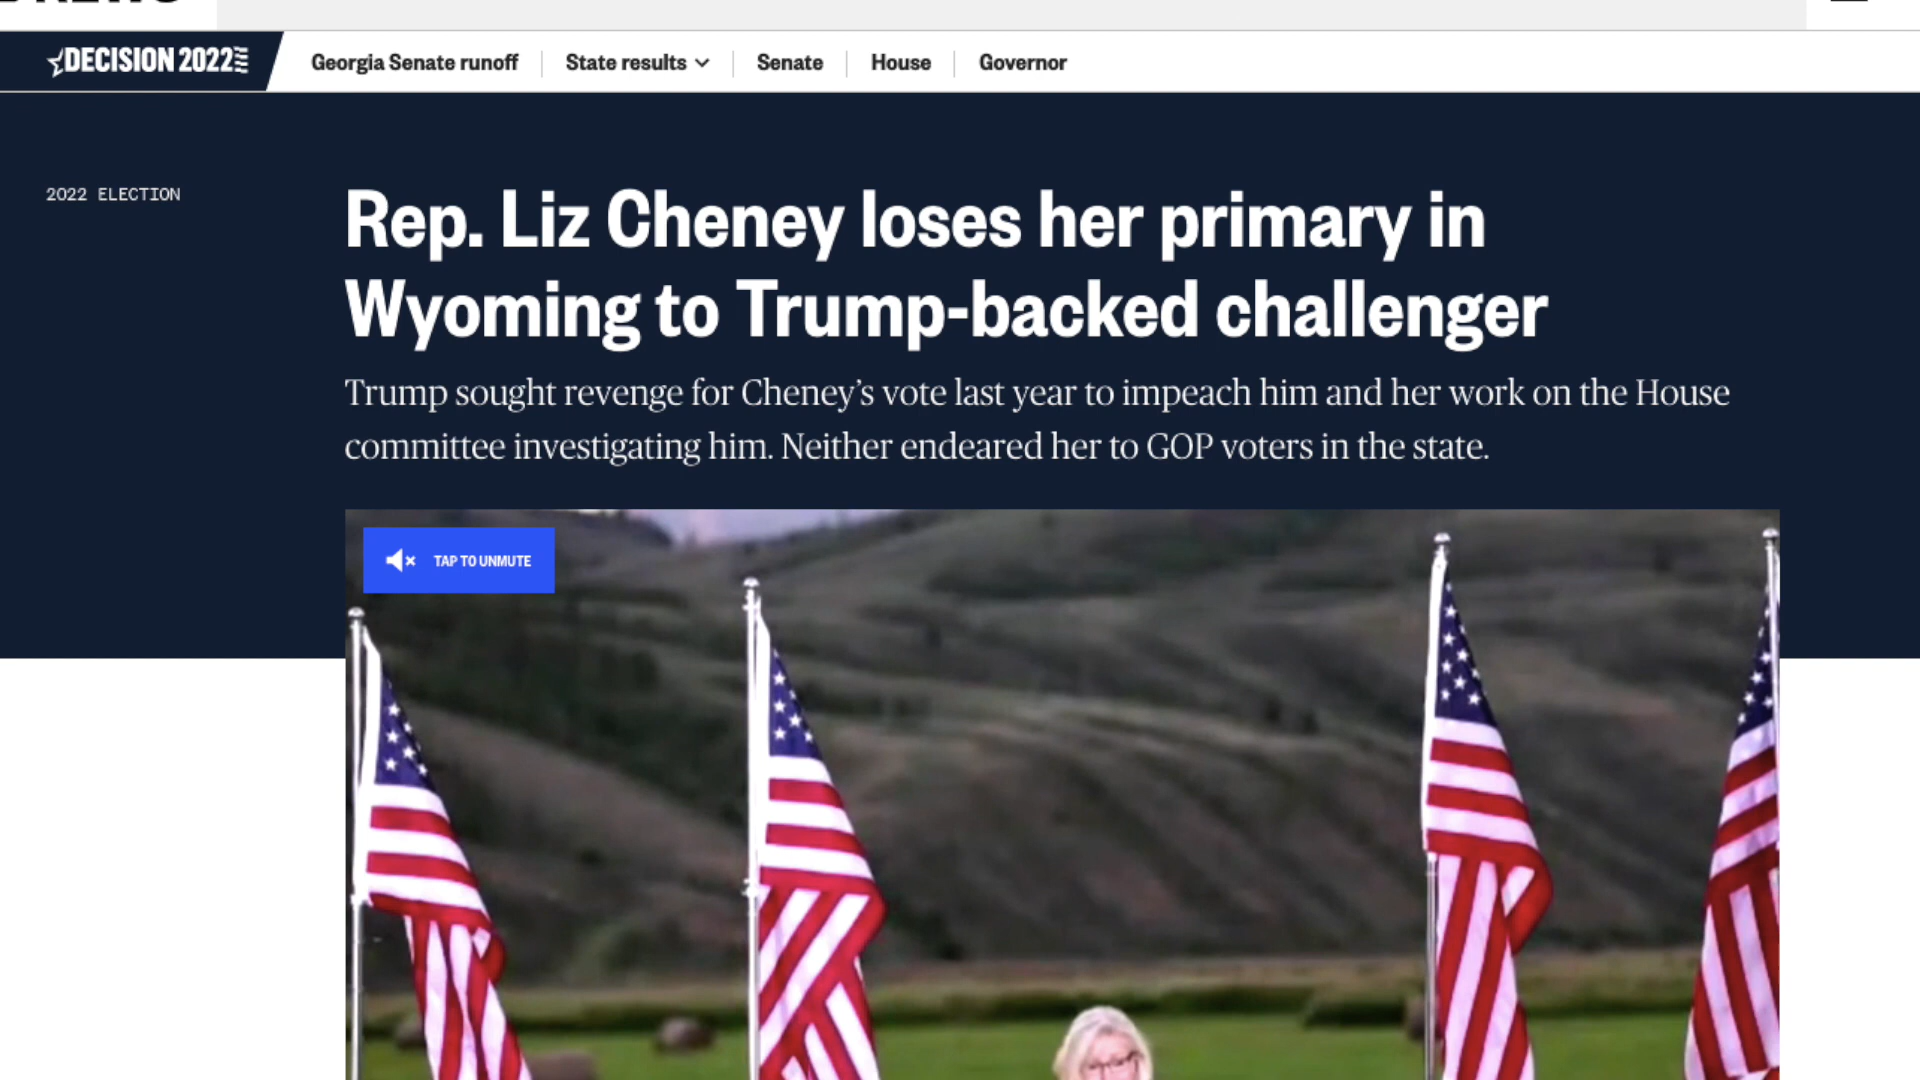 NEWS
DECISION 2022
Georgia Senate runoff
State results
Senate
House
Governor
2022 ELECTION
Rep. Liz Cheney loses her primary in
Wyoming to Trump-backed challenger
Trump sought revenge for Cheney’s vote last year to impeach him and her work on the House
committee investigating him. Neither endeared her to GOP voters in the state.
TAP TO UNMUTE